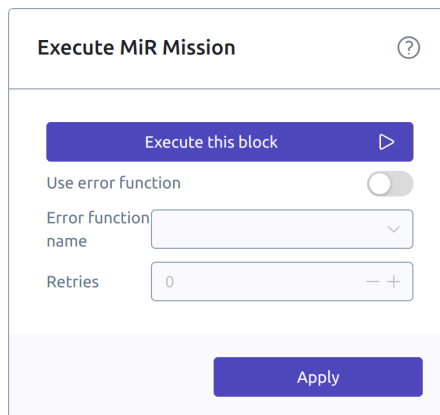 Execute MiR Mission
Execute this block
Use error function
Error function
name
Retries
0
Apply